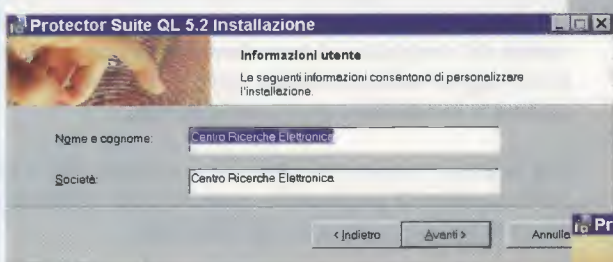 Protector Suite QL 5.2 Installazione
Informazioni utente
Le seguenti informazioni consentono di personalizzare
l'installazione.
Nome e cognome:
Centro Ricerche Elettronica
Società:
Centro Ricerche Elettronica
< Indietro
Avanti >
Annulla
Pr